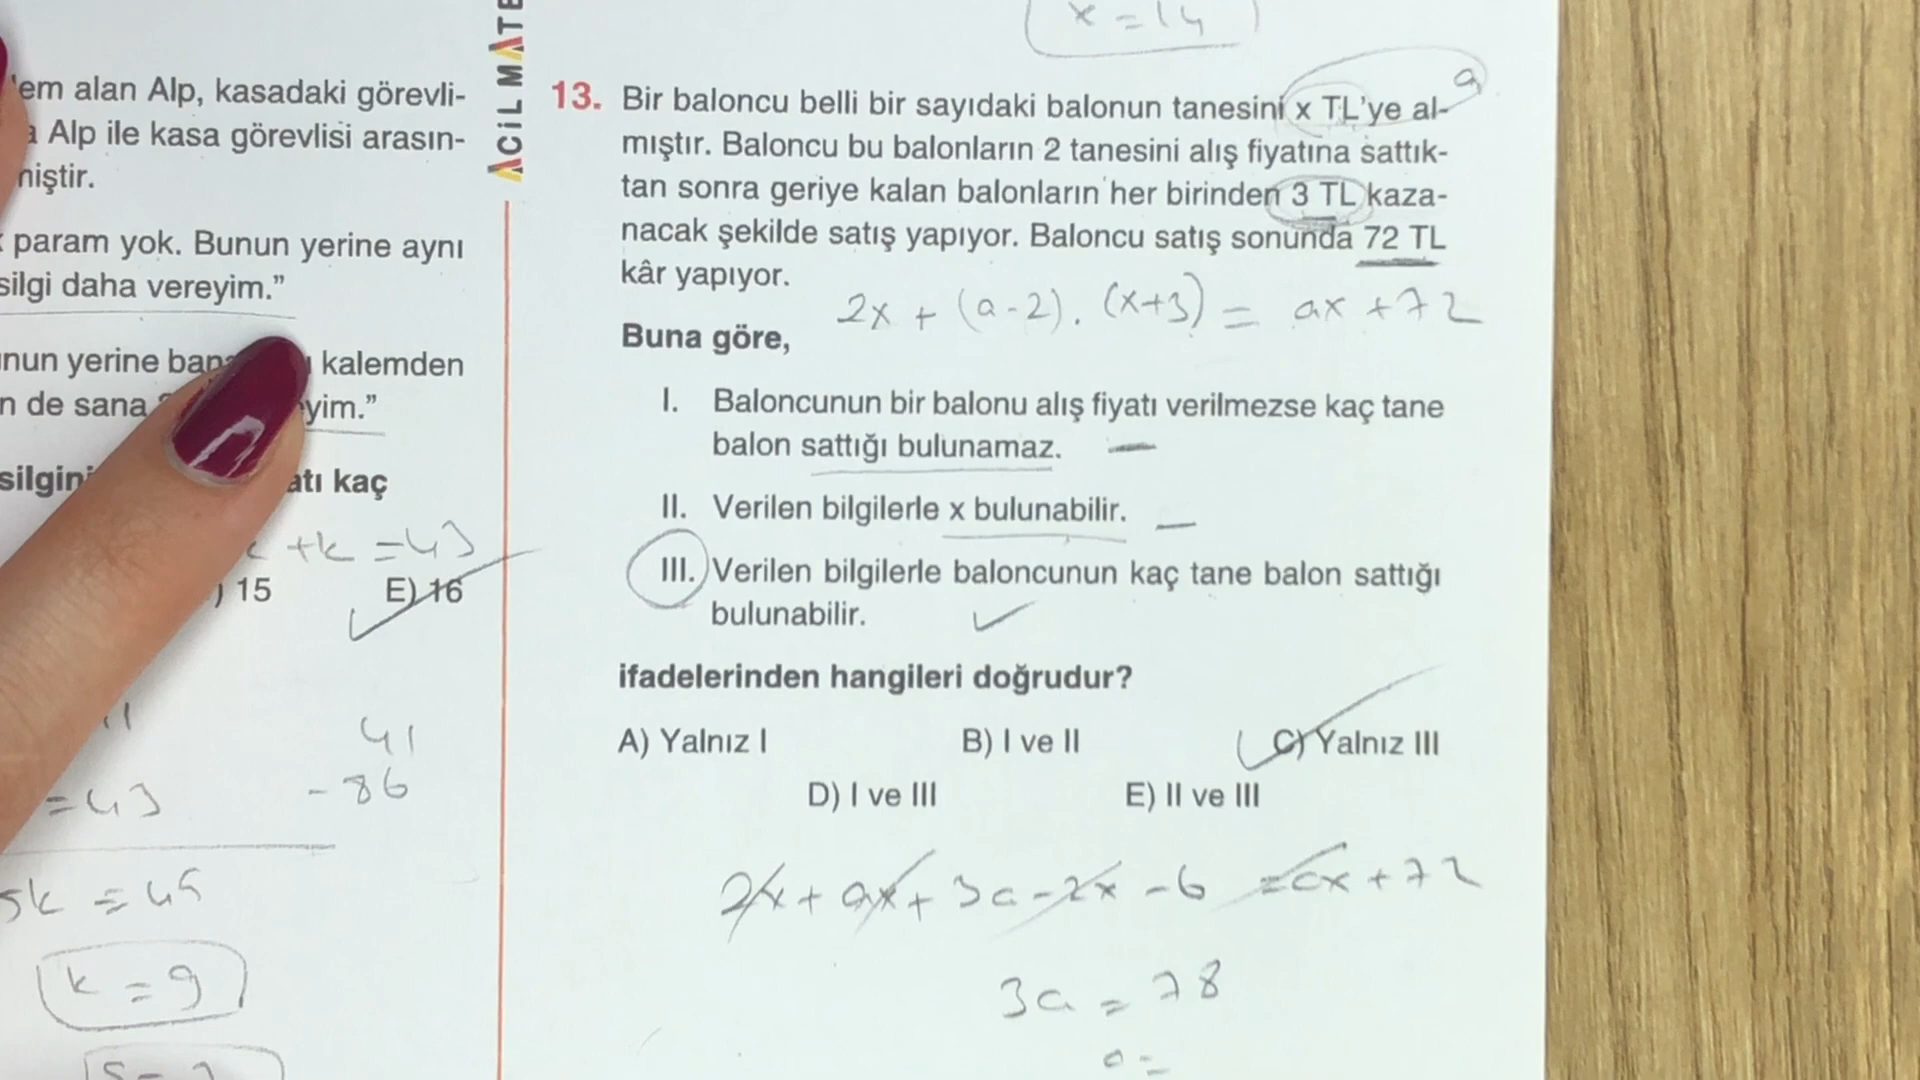 em alan Alp, kasadaki görevli-
Alp ile kasa görevlisi arasın-
miştir.
param yok. Bunun yerine aynı
silgi daha vereyim.”
nun yerine bana kalemden
n de sana yim.”
silgini atı kaç
+k = 43
) 15 E) 16
41
- 86
= 43
5k = 45
k = 9
ACİL MATE
x = 14
13. Bir baloncu belli bir sayıdaki balonun tanesini x TL’ye al-
a
mıştır. Baloncu bu balonların 2 tanesini alış fiyatına sattık-
tan sonra geriye kalan balonların her birinden 3 TL kaza-
nacak şekilde satış yapıyor. Baloncu satış sonunda 72 TL
kâr yapıyor.
2x + (a-2) . (x+3) = ax + 72
Buna göre,
I. Baloncunun bir balonu alış fiyatı verilmezse kaç tane
balon sattığı bulunamaz. —
II. Verilen bilgilerle x bulunabilir. —
III. Verilen bilgilerle baloncunun kaç tane balon sattığı
bulunabilir. ✓
ifadelerinden hangileri doğrudur?
A) Yalnız I B) I ve II C) Yalnız III
D) I ve III E) II ve III
2x + ax + 3a - 2x - 6 = ax + 72
3a = 78
a =